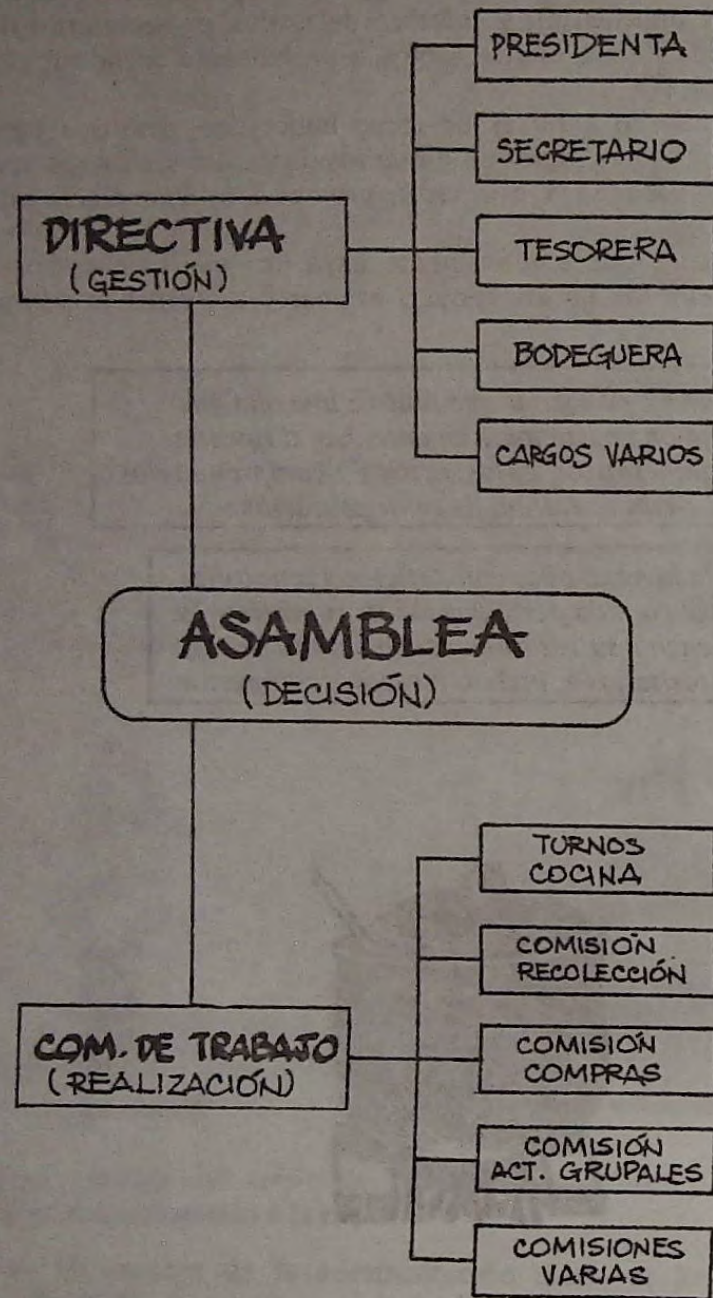 DIRECTIVA
(GESTIÓN)
PRESIDENTA
SECRETARIO
TESORERA
BODEGUERA
CARGOS VARIOS
ASAMBLEA
(DECISIÓN)
COM. DE TRABAJO
(REALIZACIÓN)
TURNOS
COCINA
COMISIÓN
RECOLECCIÓN
COMISIÓN
COMPRAS
COMISIÓN
ACT. GRUPALES
COMISIONES
VARIAS